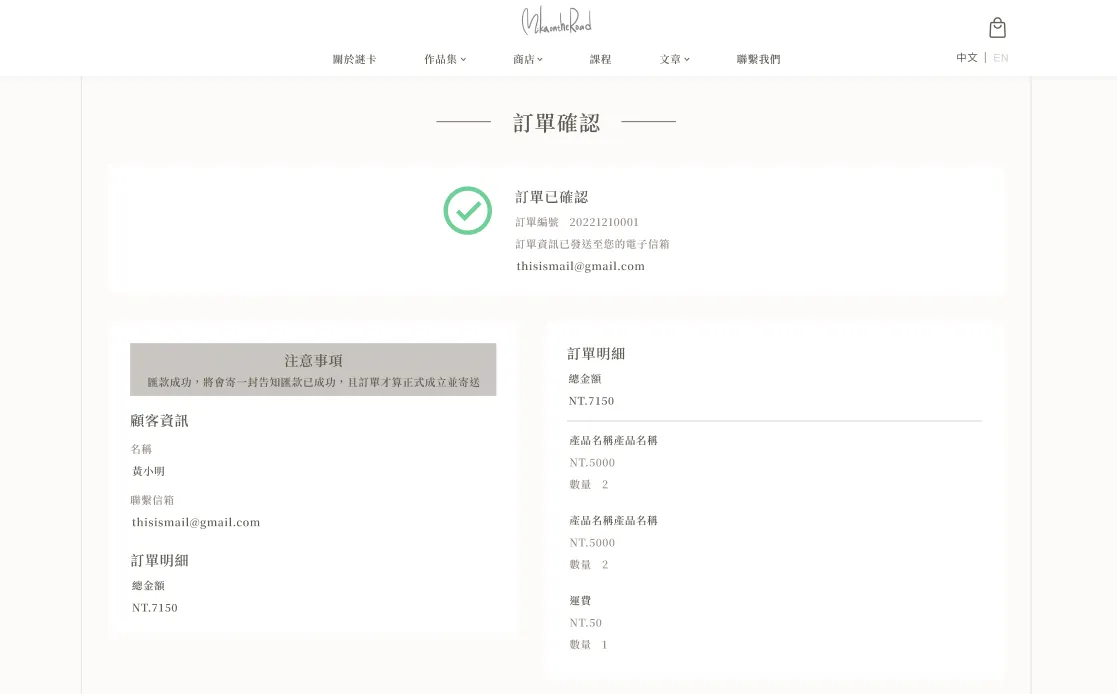 MikaontheRoad
關於謎卡 作品集 商店 課程 文章 聯繫我們
中文 | EN
訂單確認
訂單已確認
訂單編號 20221210001
訂單資訊已發送至您的電子信箱
thisismail@gmail.com
注意事項
匯款成功，將會寄一封告知匯款已成功，且訂單才算正式成立並寄送
顧客資訊
名稱
黃小明
聯繫信箱
thisismail@gmail.com
訂單明細
總金額
NT.7150
訂單明細
總金額
NT.7150
產品名稱產品名稱
NT.5000
數量 2
產品名稱產品名稱
NT.5000
數量 2
運費
NT.50
數量 1